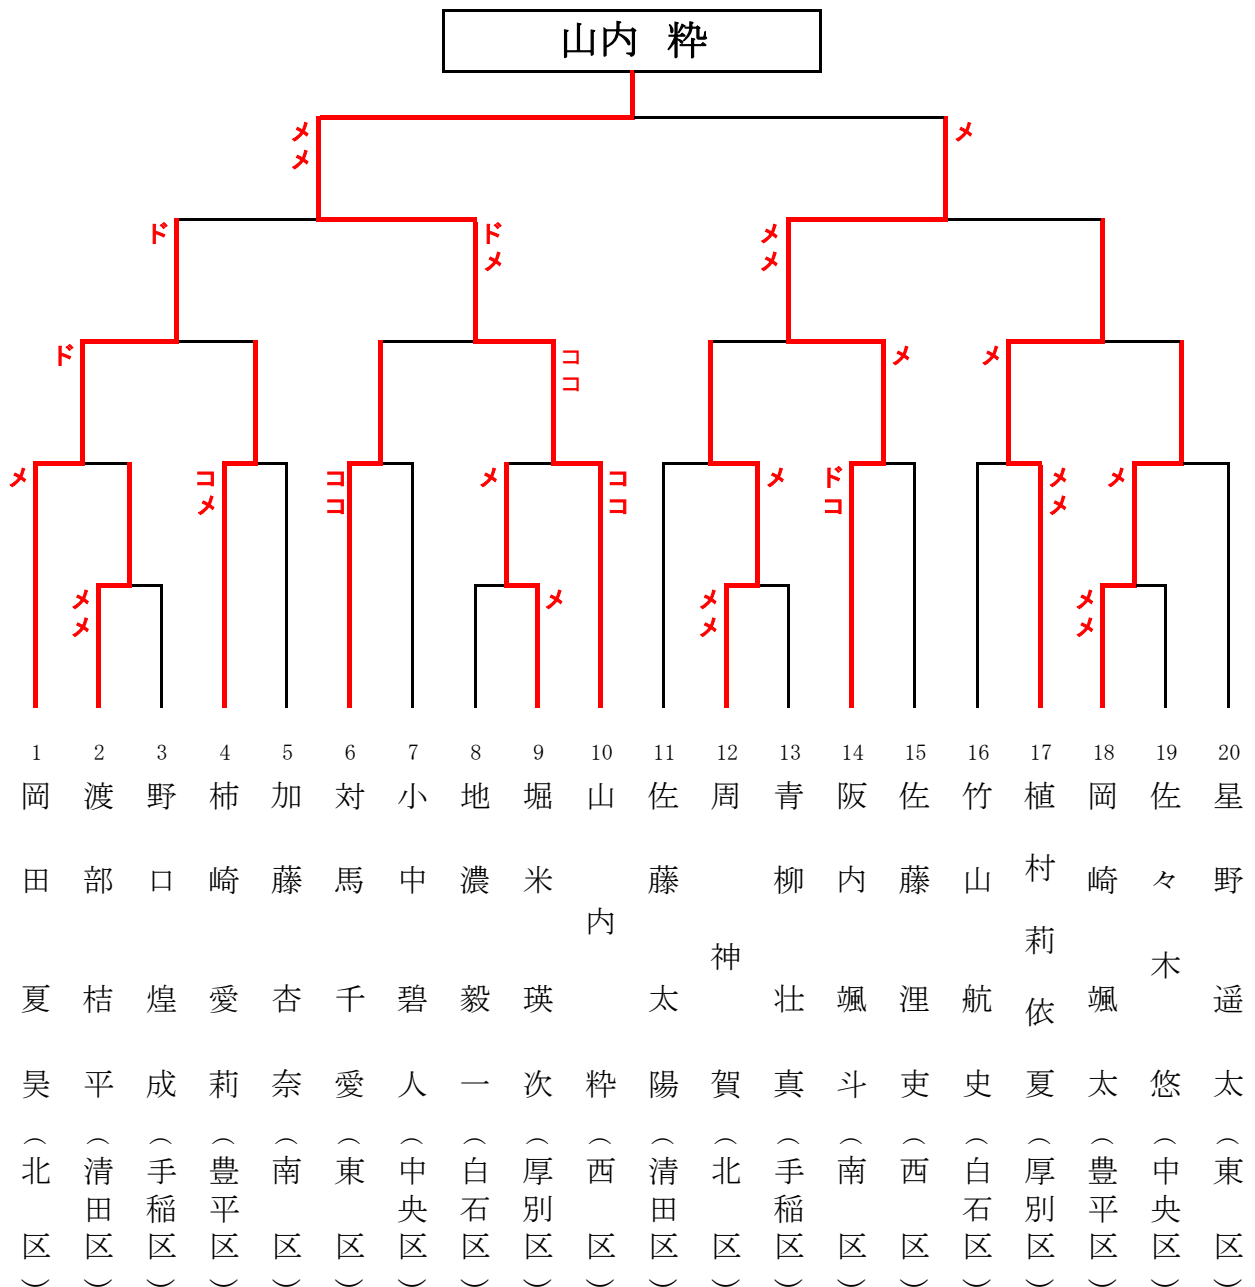 山内 粋
メ
メ
メ
ド
ド
メ
メ
メ
ド
コ
コ
メ
メ
メ
コ
メ
コ
コ
メ
コ
コ
メ
ド
コ
メ
メ
メ
メ
メ
メ
メ
メ
メ
メ
1 岡田夏昊(北区)
2 渡部桔平(清田区)
3 野口煌成(手稲区)
4 柿崎愛莉(豊平区)
5 加藤杏奈(南区)
6 対馬千愛(東区)
7 小中碧人(中央区)
8 地濃毅一(白石区)
9 堀米瑛次(厚別区)
10 山内粋(西区)
11 佐藤太陽(清田区)
12 周神賀(北区)
13 青柳壮真(手稲区)
14 阪内颯斗(南区)
15 佐藤浬吏(西区)
16 竹山航史(白石区)
17 植村莉依夏(厚別区)
18 岡崎颯太(豊平区)
19 佐々木悠(中央区)
20 星野遥太(東区)